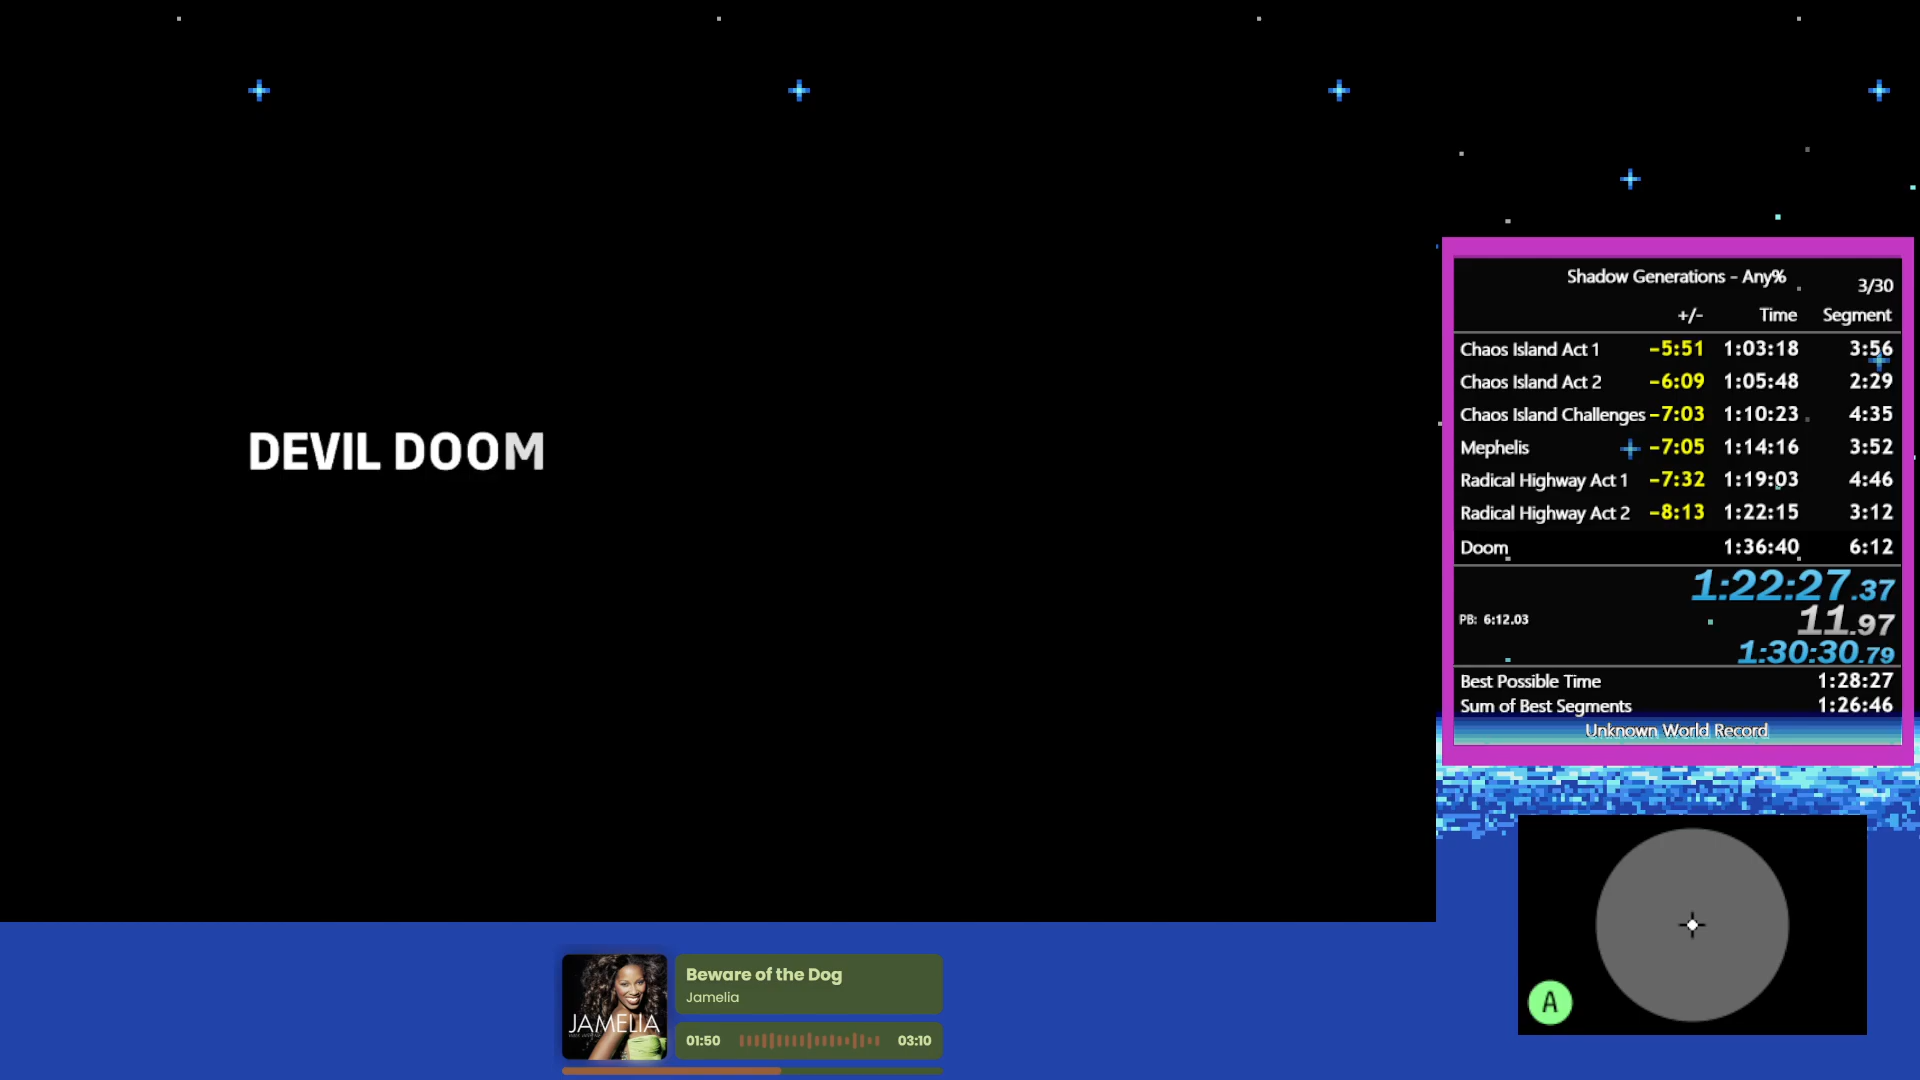 DEVIL DOOM
Shadow Generations - Any%
3/30
+/- Time Segment
Chaos Island Act 1 -5:51 1:03:18 3:56
Chaos Island Act 2 -6:09 1:05:48 2:29
Chaos Island Challenges -7:03 1:10:23 4:35
Mephelis -7:05 1:14:16 3:52
Radical Highway Act 1 -7:32 1:19:03 4:46
Radical Highway Act 2 -8:13 1:22:15 3:12
Doom 1:36:40 6:12
1:22:27.37
PB: 6:12.03 11.97
1:30:30.79
Best Possible Time 1:28:27
Sum of Best Segments 1:26:46
Unknown World Record
A
JAMELIA
Beware of the Dog
Jamelia
01:50 03:10